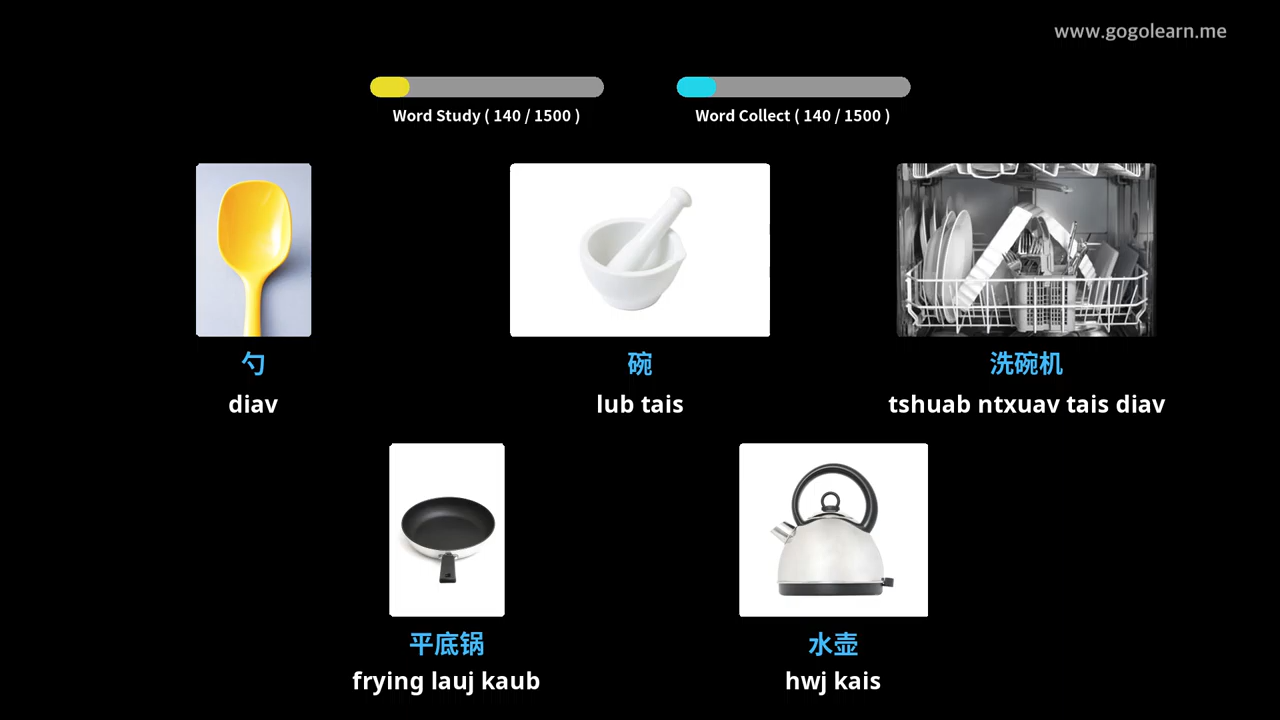 www.gogolearn.me
Word Study ( 140 / 1500 )
Word Collect ( 140 / 1500 )
勺
diav
碗
lub tais
洗碗机
tshuab ntxuav tais diav
平底锅
frying lauj kaub
水壶
hwj kais